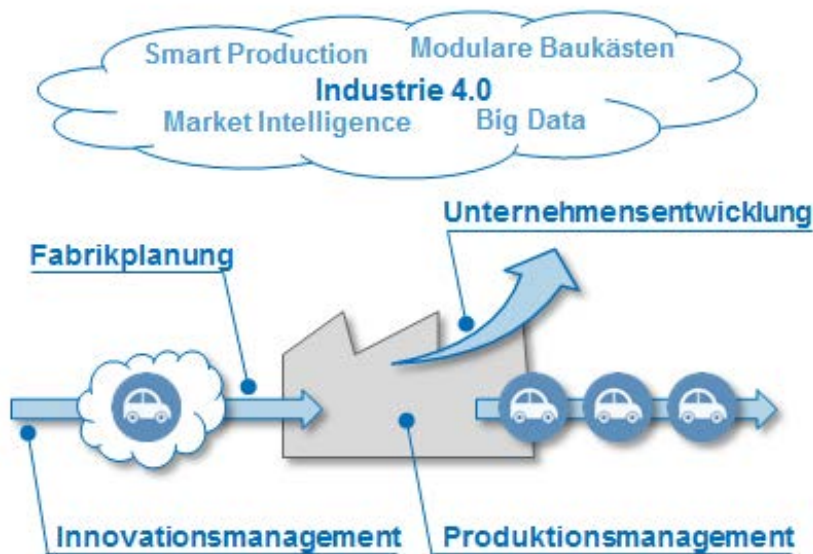 Smart Production Modulare Baukästen
Industrie 4.0
Market Intelligence Big Data
Unternehmensentwicklung
Fabrikplanung
Innovationsmanagement Produktionsmanagement